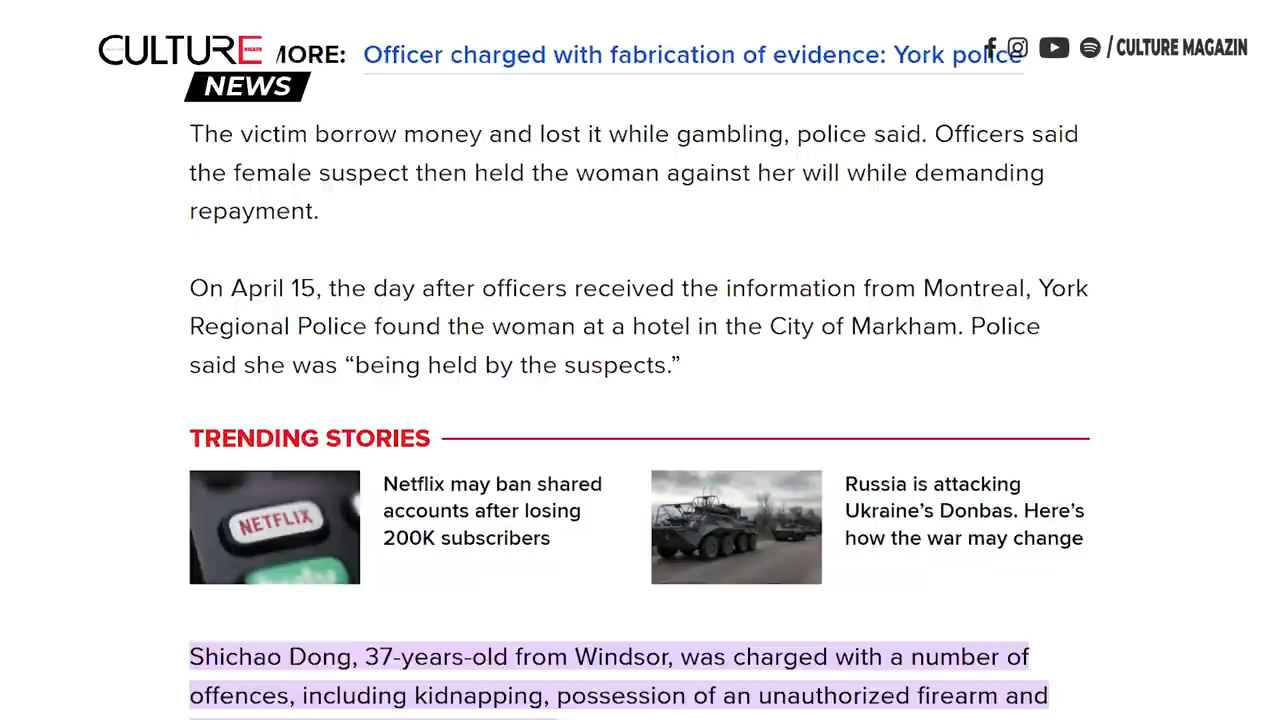 CULTURE MORE: Officer charged with fabrication of evidence: York police / CULTURE MAGAZIN
NEWS
The victim borrow money and lost it while gambling, police said. Officers said
the female suspect then held the woman against her will while demanding
repayment.
On April 15, the day after officers received the information from Montreal, York
Regional Police found the woman at a hotel in the City of Markham. Police
said she was “being held by the suspects.”
TRENDING STORIES
NETFLIX
Netflix may ban shared
accounts after losing
200K subscribers
Russia is attacking
Ukraine’s Donbas. Here’s
how the war may change
Shichao Dong, 37-years-old from Windsor, was charged with a number of
offences, including kidnapping, possession of an unauthorized firearm and